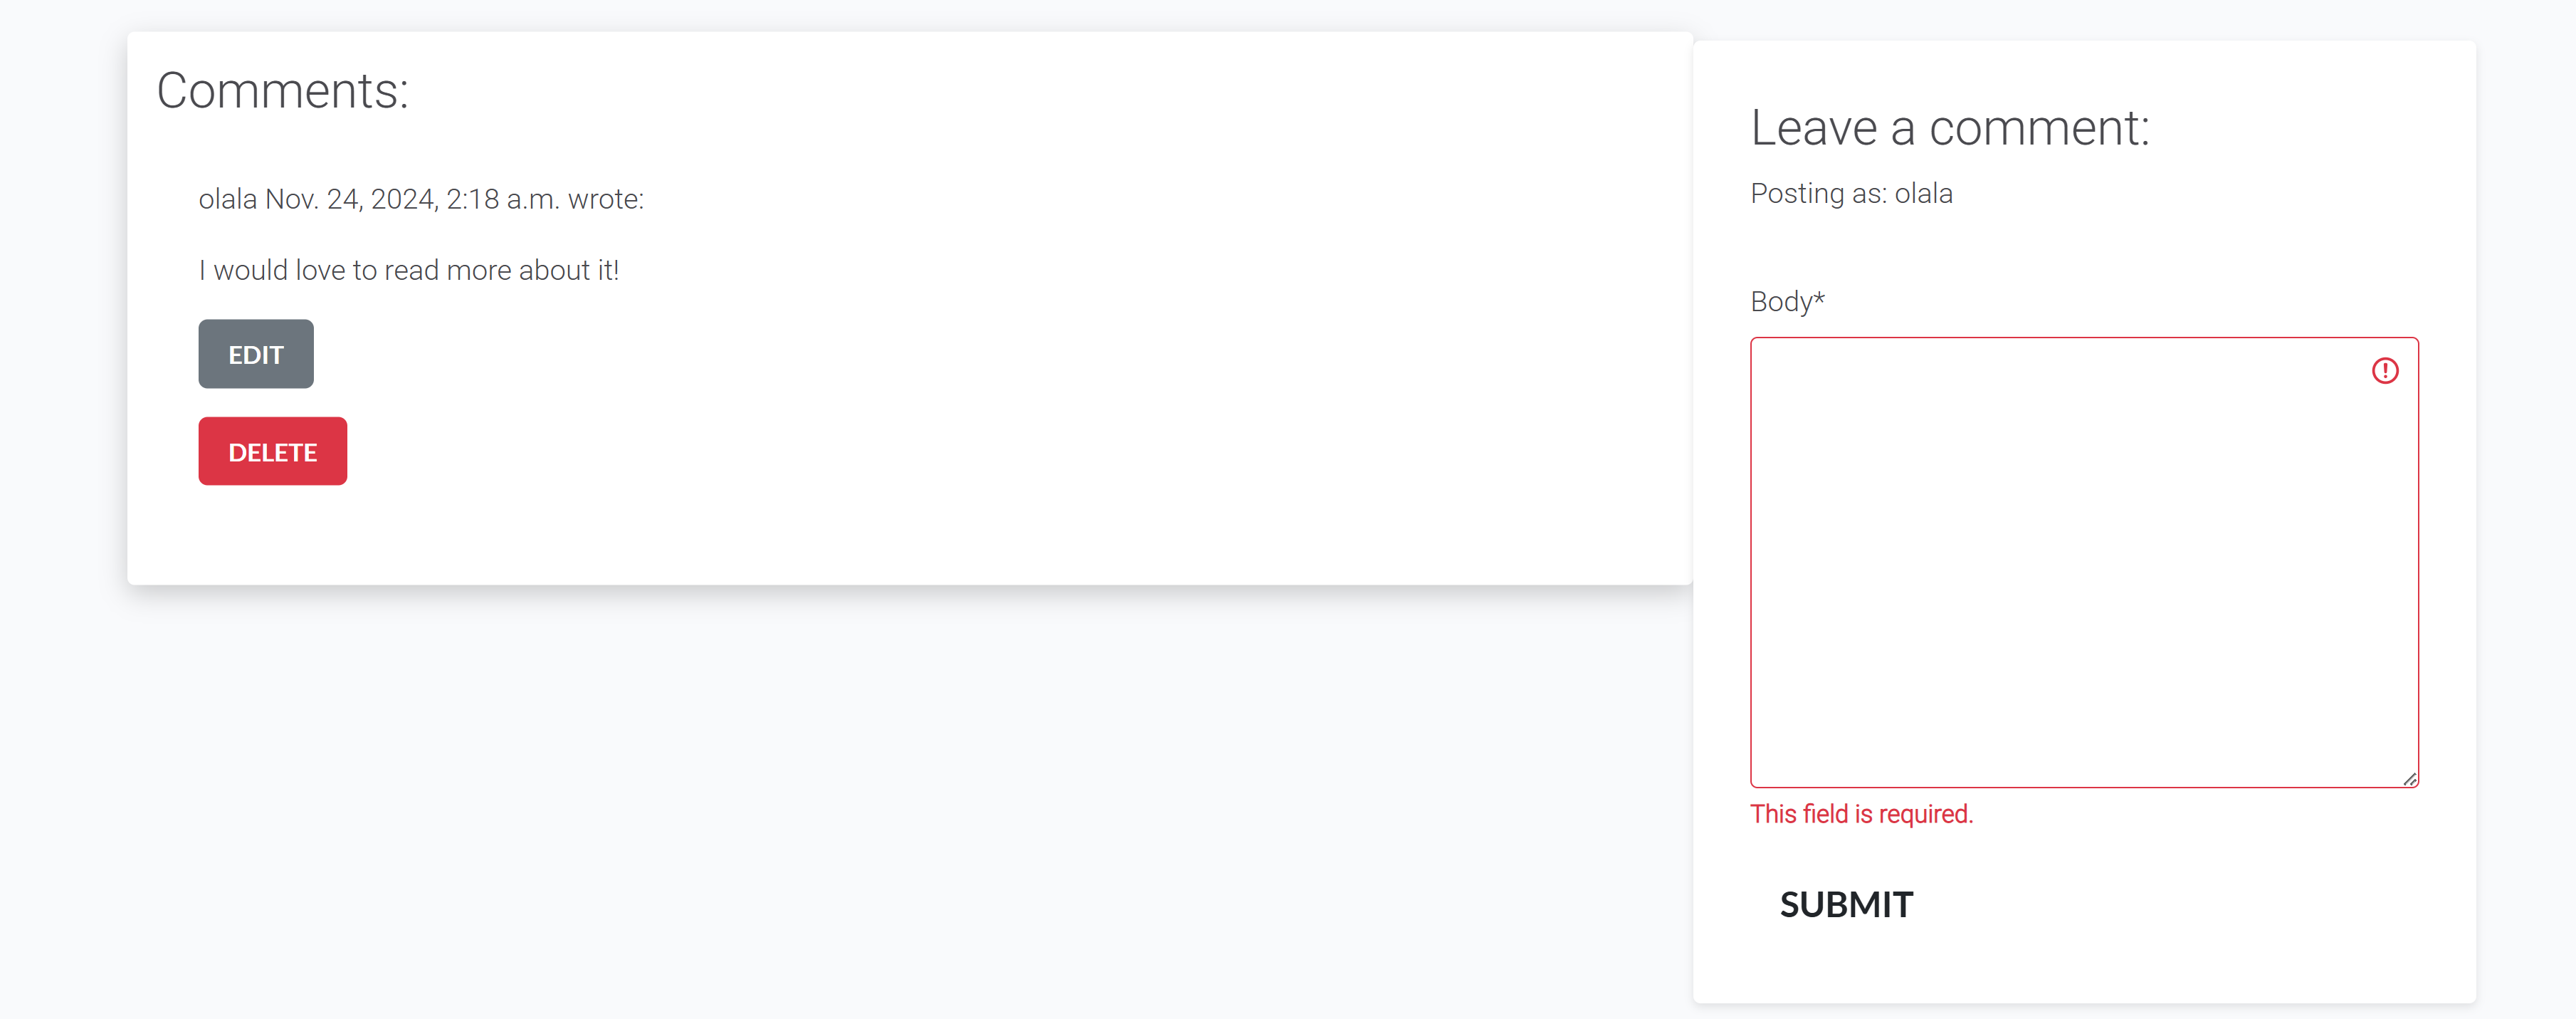 Comments:
olala Nov. 24, 2024, 2:18 a.m. wrote:
I would love to read more about it!
EDIT
DELETE
Leave a comment:
Posting as: olala
Body*
This field is required.
SUBMIT